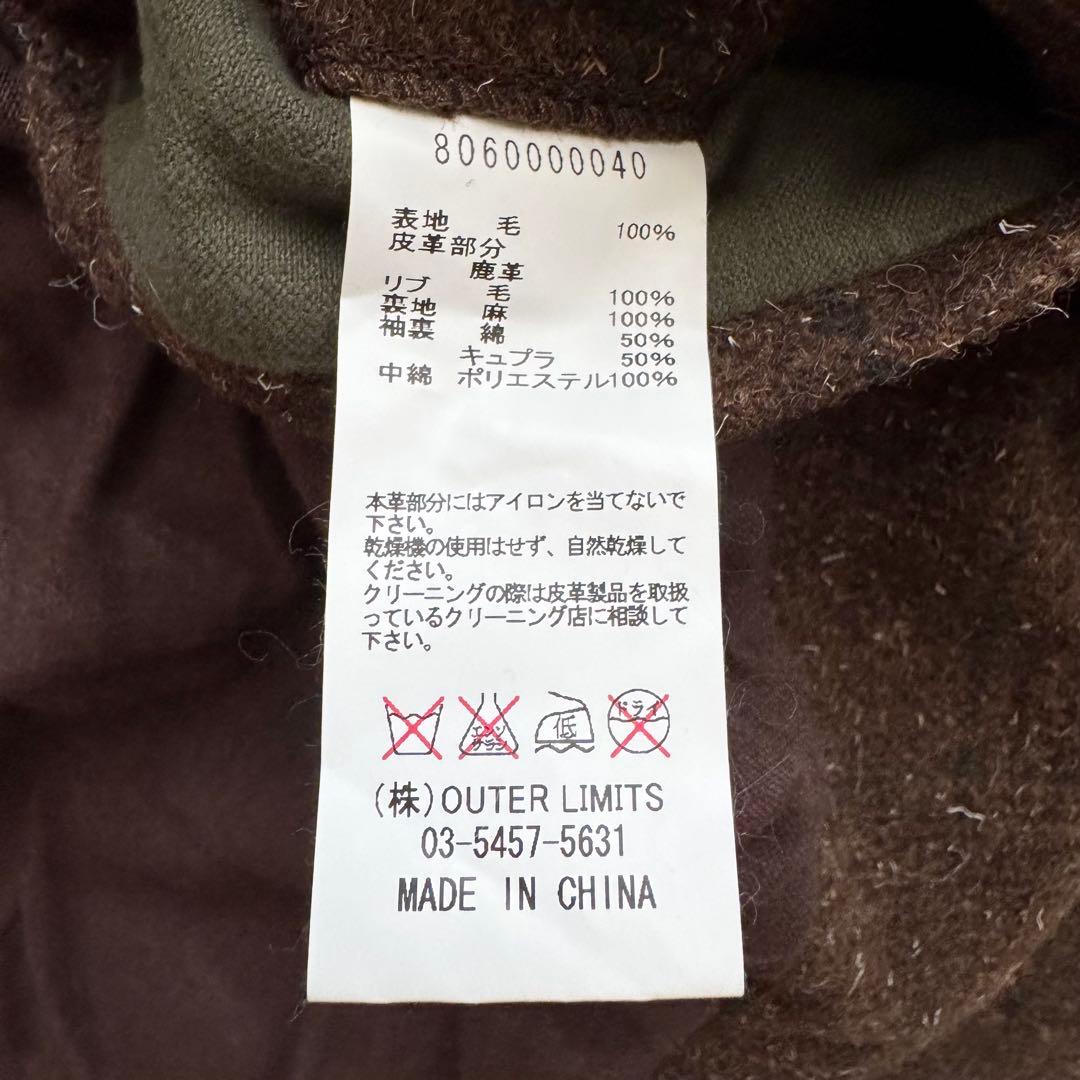 8060000040
表地 毛 100%
皮革部分
鹿革
リブ 毛 100%
裏地 麻 100%
袖裏 綿 50%
キュプラ 50%
中綿 ポリエステル100%
本革部分にはアイロンを当てないで
下さい。
乾燥機の使用はせず、自然乾燥して
ください。
クリーニングの際は皮革製品を取扱
っているクリーニング店に相談して
下さい。
エンソ サラシ 低 ドライ
(株)OUTER LIMITS
03-5457-5631
MADE IN CHINA